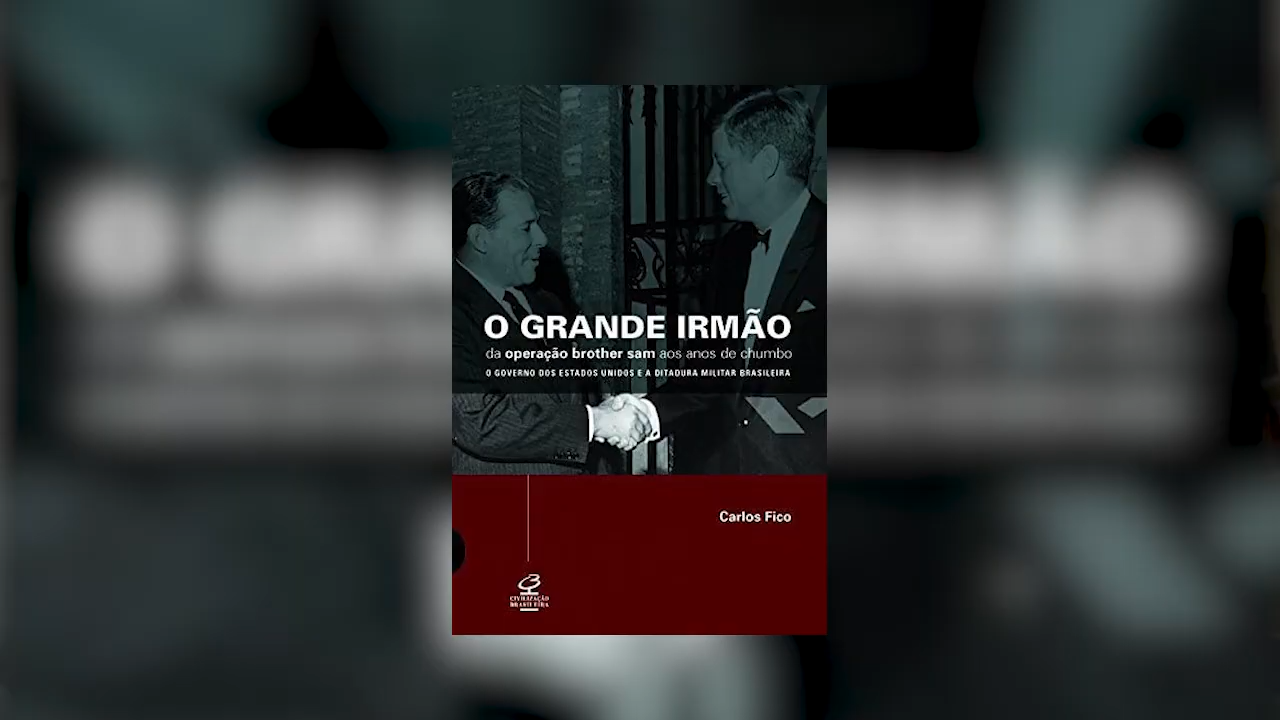 O GRANDE IRMÃO
da operação brother sam aos anos de chumbo
O GOVERNO DOS ESTADOS UNIDOS E A DITADURA MILITAR BRASILEIRA
Carlos Fico
CIVILIZAÇÃO
BRASILEIRA